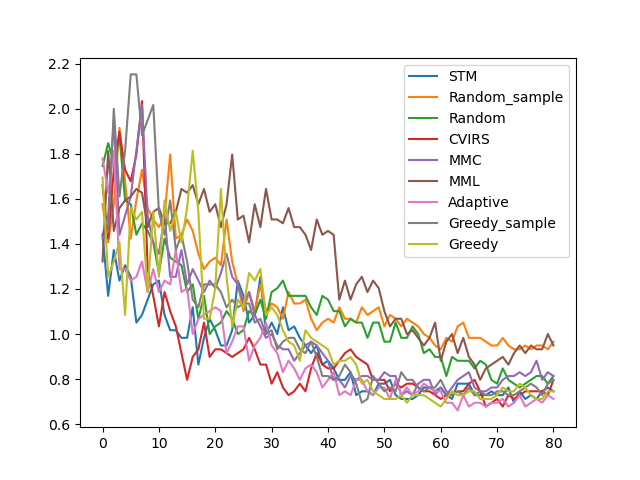 2.2
2.0
1.8
1.6
1.4
1.2
1.0
0.8
0.6
0 10 20 30 40 50 60 70 80
STM
Random_sample
Random
CVIRS
MMC
MML
Adaptive
Greedy_sample
Greedy